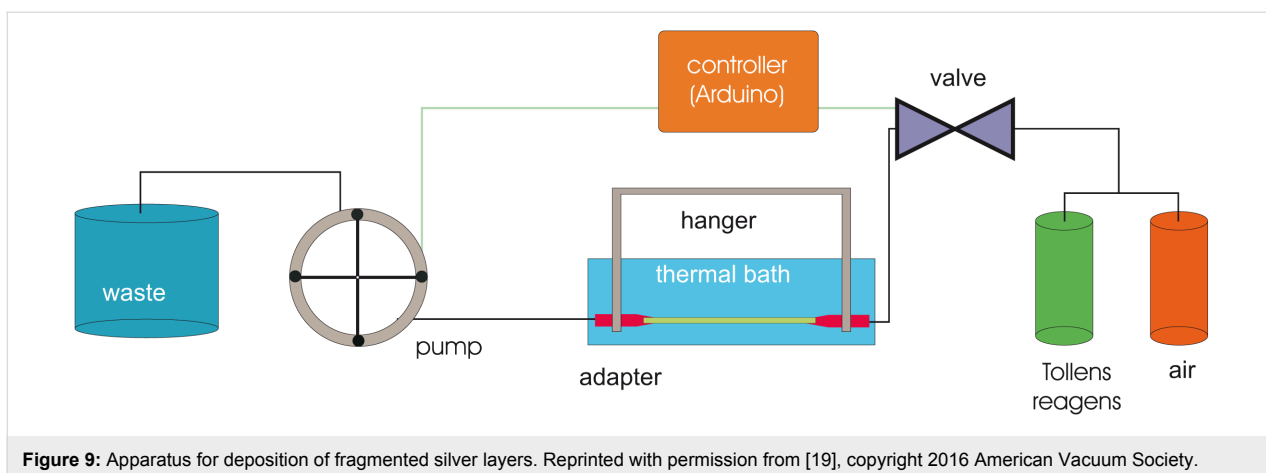 controller
(Arduino)
valve
hanger
thermal bath
waste
pump
adapter
Tollens
reagens
air
Figure 9: Apparatus for deposition of fragmented silver layers. Reprinted with permission from [19], copyright 2016 American Vacuum Society.